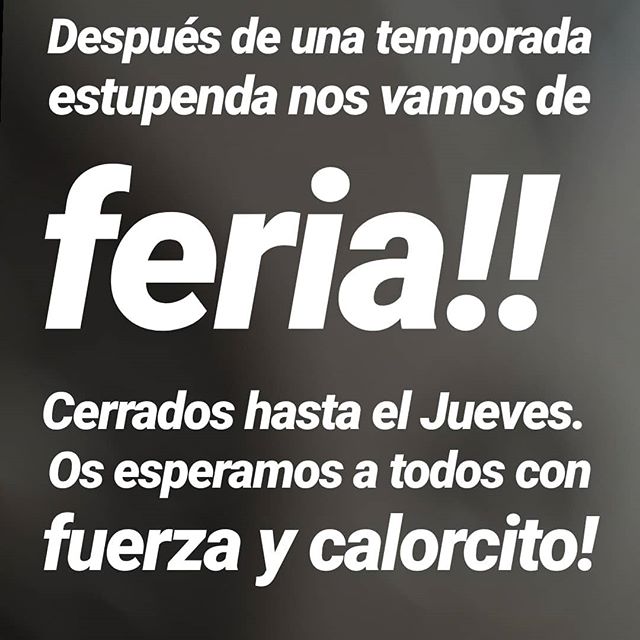 Después de una temporada
estupenda nos vamos de
feria!!
Cerrados hasta el Jueves.
Os esperamos a todos con
fuerza y calorcito!